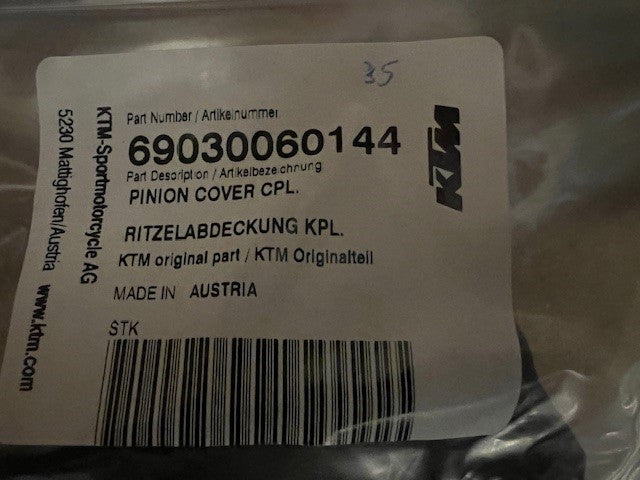 35
Part Number / Artikelnummer
69030060144
Part Description / Artikelbezeichnung
PINION COVER CPL.
RITZELABDECKUNG KPL.
KTM original part / KTM Originalteil
MADE IN AUSTRIA
STK
KTM
KTM-Sportmotorcycle AG
5230 Mattighofen/Austria www.ktm.com